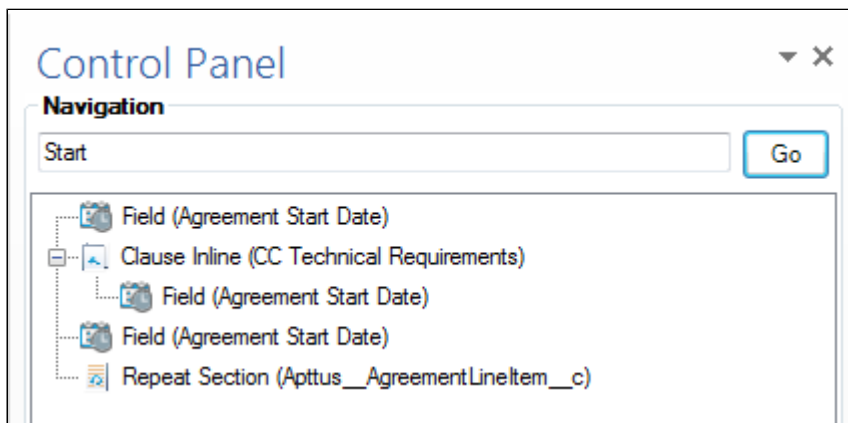 Control Panel
Navigation
Start
Go
Field (Agreement Start Date)
Clause Inline (CC Technical Requirements)
Field (Agreement Start Date)
Field (Agreement Start Date)
Repeat Section (Apttus__AgreementLineItem__c)